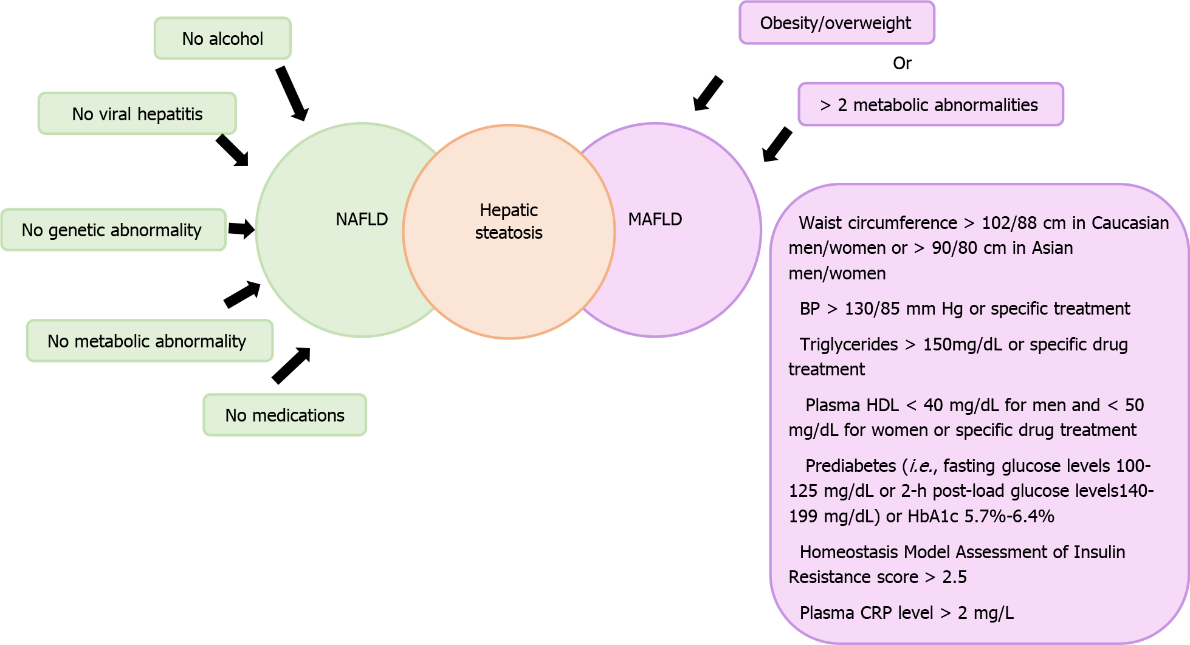 No alcohol
No viral hepatitis
No genetic abnormality
No metabolic abnormality
No medications
NAFLD
Hepatic
steatosis
MAFLD
Obesity/overweight
Or
> 2 metabolic abnormalities
Waist circumference > 102/88 cm in Caucasian
men/women or > 90/80 cm in Asian
men/women
BP > 130/85 mm Hg or specific treatment
Triglycerides > 150mg/dL or specific drug
treatment
Plasma HDL < 40 mg/dL for men and < 50
mg/dL for women or specific drug treatment
Prediabetes (i.e., fasting glucose levels 100-
125 mg/dL or 2-h post-load glucose levels140-
199 mg/dL) or HbA1c 5.7%-6.4%
Homeostasis Model Assessment of Insulin
Resistance score > 2.5
Plasma CRP level > 2 mg/L